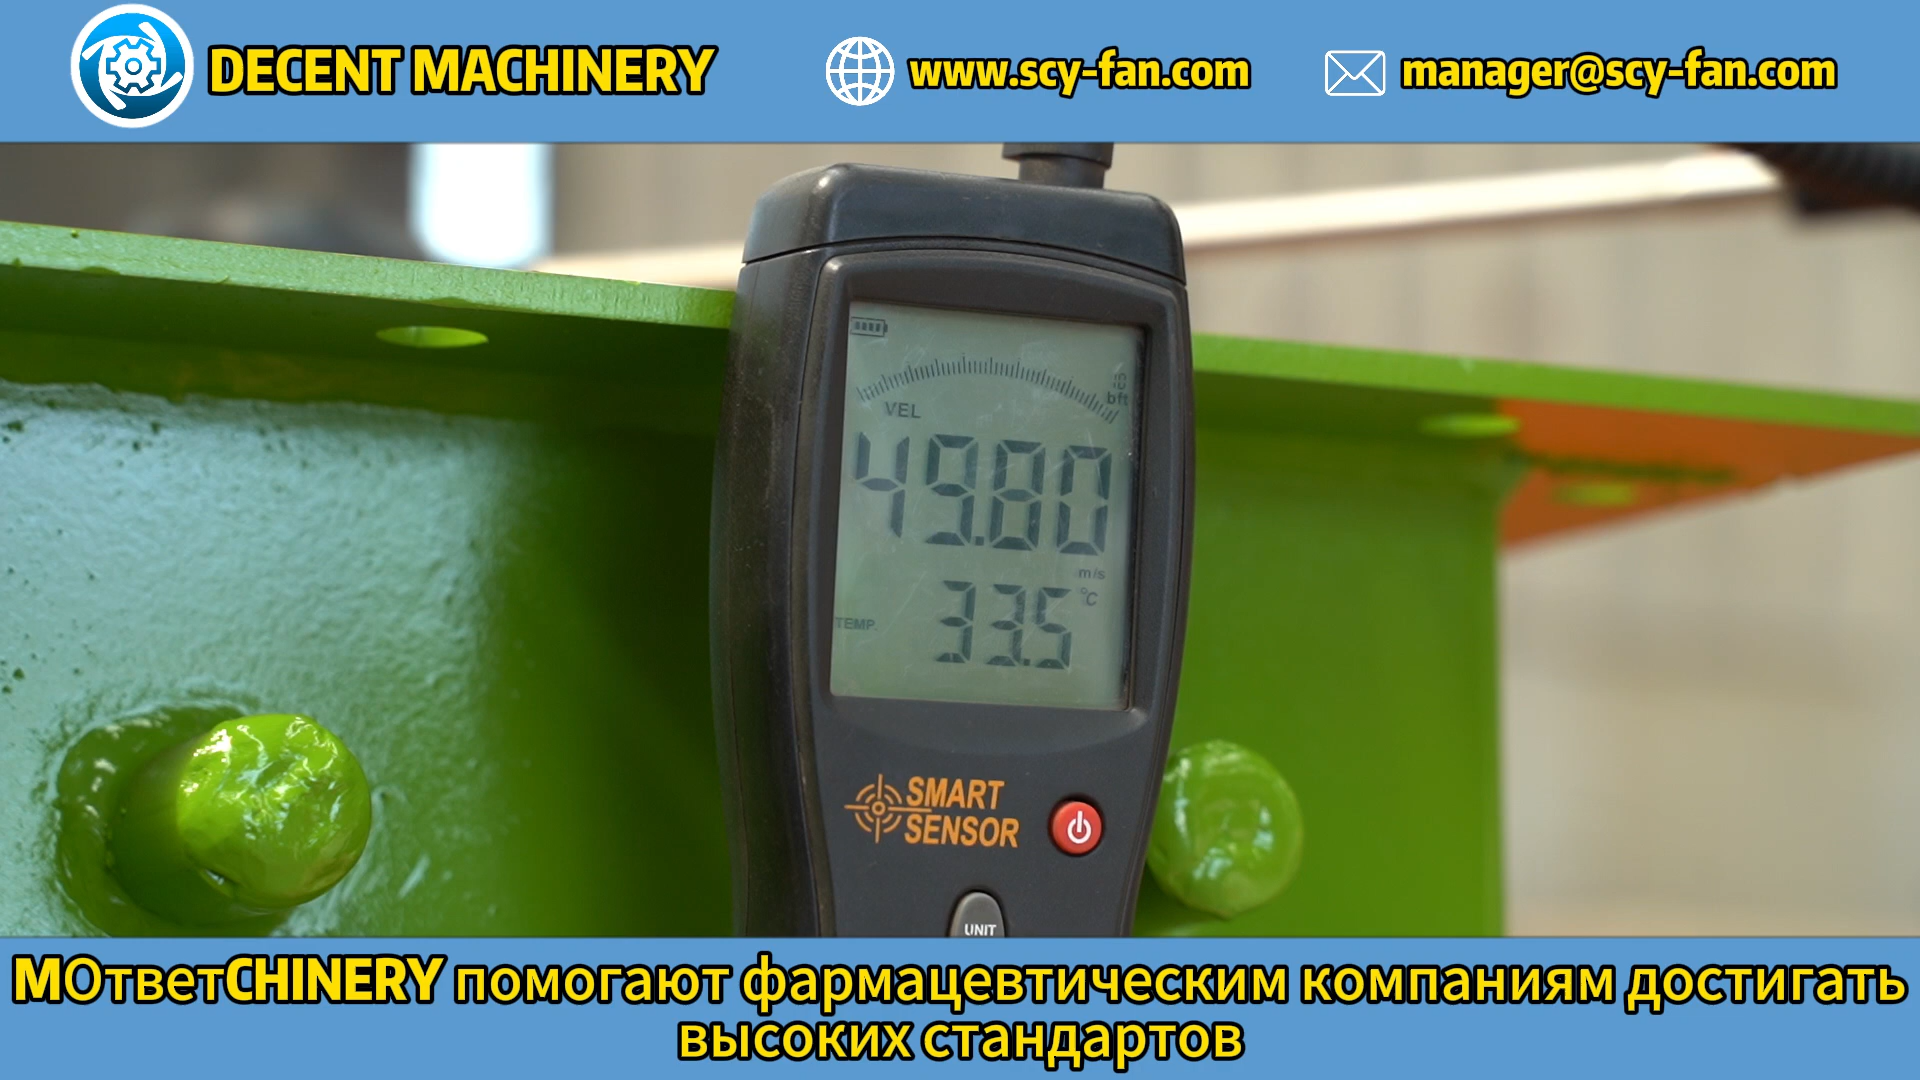 DECENT MACHINERY
www.scy-fan.com
manager@scy-fan.com
bft
VEL
49.80
m/s
TEMP.
33.5
°C
SMART
SENSOR
UNIT
MОтветCHINERY помогают фармацевтическим компаниям достигать
высоких стандартов